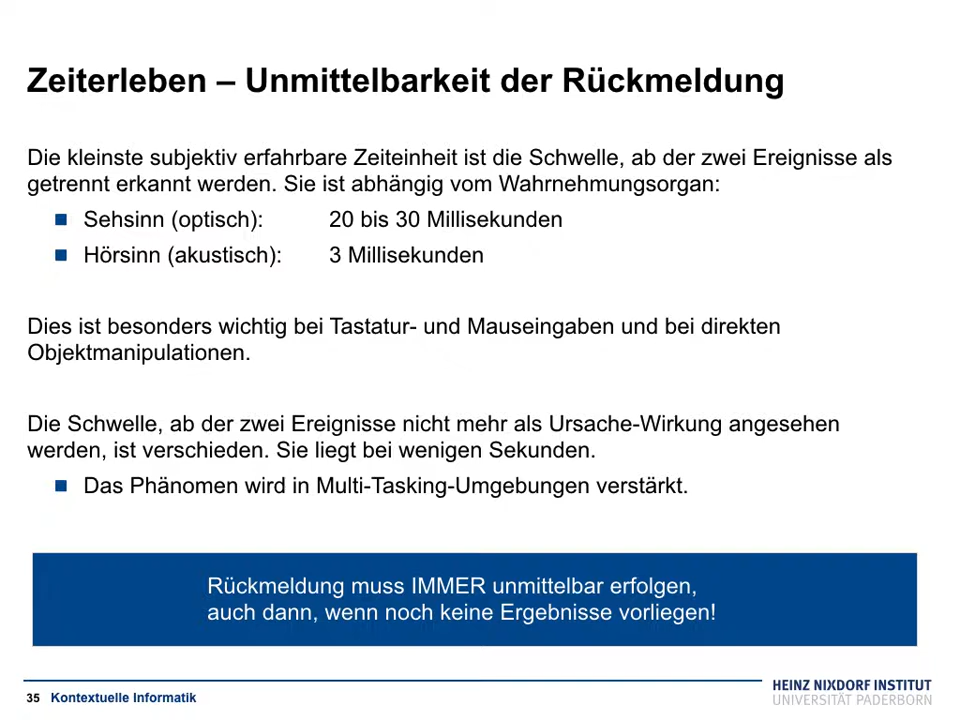 Zeiterleben – Unmittelbarkeit der Rückmeldung
Die kleinste subjektiv erfahrbare Zeiteinheit ist die Schwelle, ab der zwei Ereignisse als
getrennt erkannt werden. Sie ist abhängig vom Wahrnehmungsorgan:
Sehsinn (optisch): 20 bis 30 Millisekunden
Hörsinn (akustisch): 3 Millisekunden
Dies ist besonders wichtig bei Tastatur- und Mauseingaben und bei direkten
Objektmanipulationen.
Die Schwelle, ab der zwei Ereignisse nicht mehr als Ursache-Wirkung angesehen
werden, ist verschieden. Sie liegt bei wenigen Sekunden.
Das Phänomen wird in Multi-Tasking-Umgebungen verstärkt.
Rückmeldung muss IMMER unmittelbar erfolgen,
auch dann, wenn noch keine Ergebnisse vorliegen!
35 Kontextuelle Informatik
HEINZ NIXDORF INSTITUT
UNIVERSITÄT PADERBORN